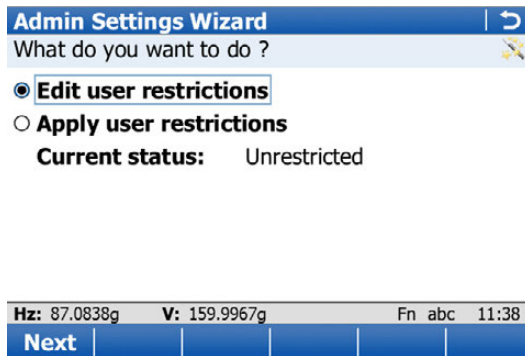 Admin Settings Wizard
What do you want to do ?
Edit user restrictions
Apply user restrictions
Current status: Unrestricted
Hz: 87.0838g V: 159.9967g Fn abc 11:38
Next